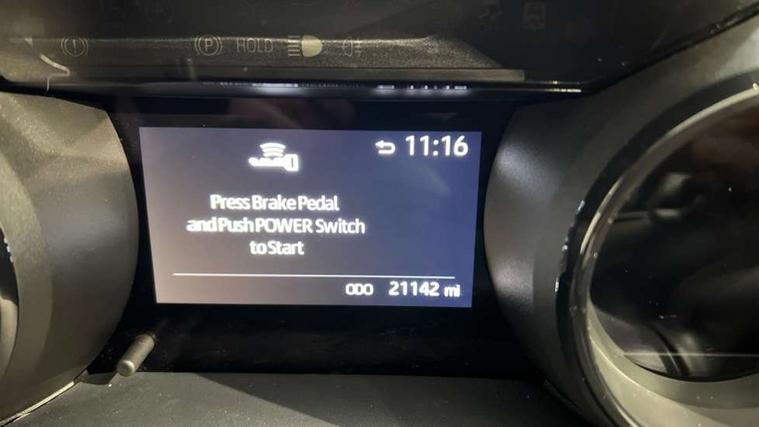 HOLD
11:16
Press Brake Pedal
and Push POWER Switch
to Start
ODO 21142 mi